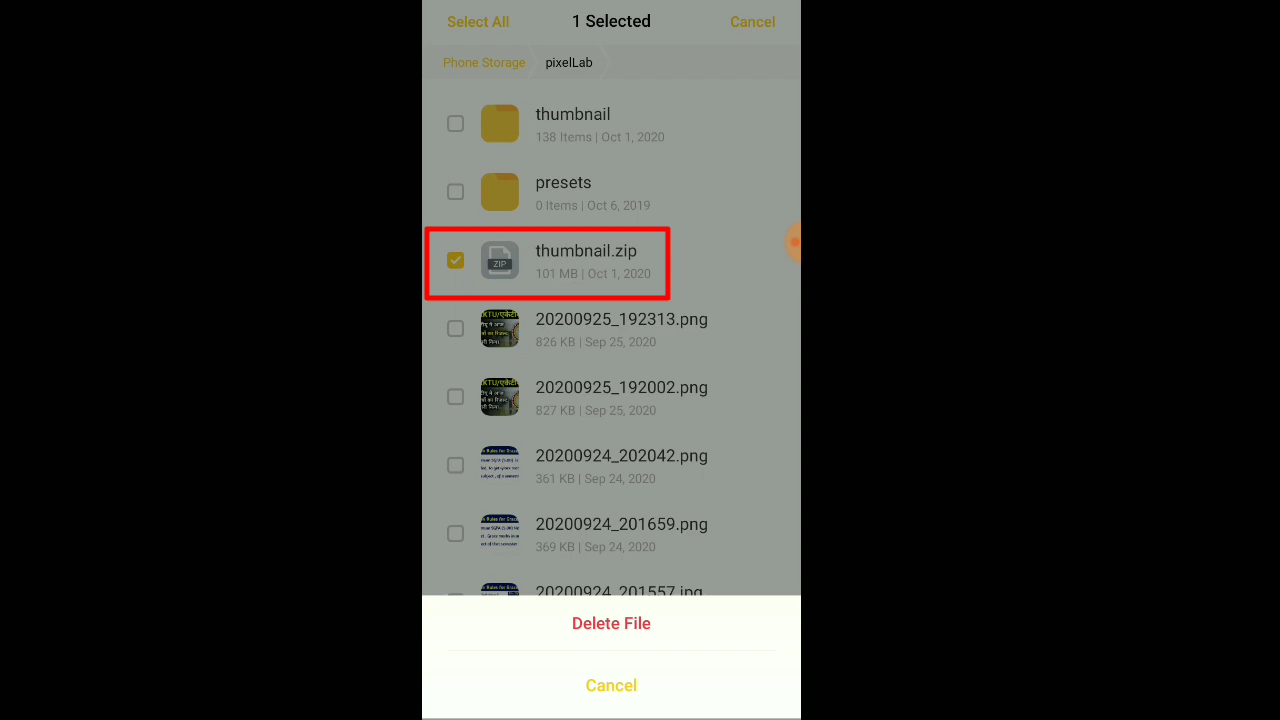 Select All
1 Selected
Cancel
Phone Storage
pixelLab
thumbnail
138 Items | Oct 1, 2020
presets
0 Items | Oct 6, 2019
thumbnail.zip
ZIP
101 MB | Oct 1, 2020
20200925_192313.png
826 KB | Sep 25, 2020
20200925_192002.png
827 KB | Sep 25, 2020
20200924_202042.png
361 KB | Sep 24, 2020
20200924_201659.png
369 KB | Sep 24, 2020
20200924_201557.jpg
Delete File
Cancel